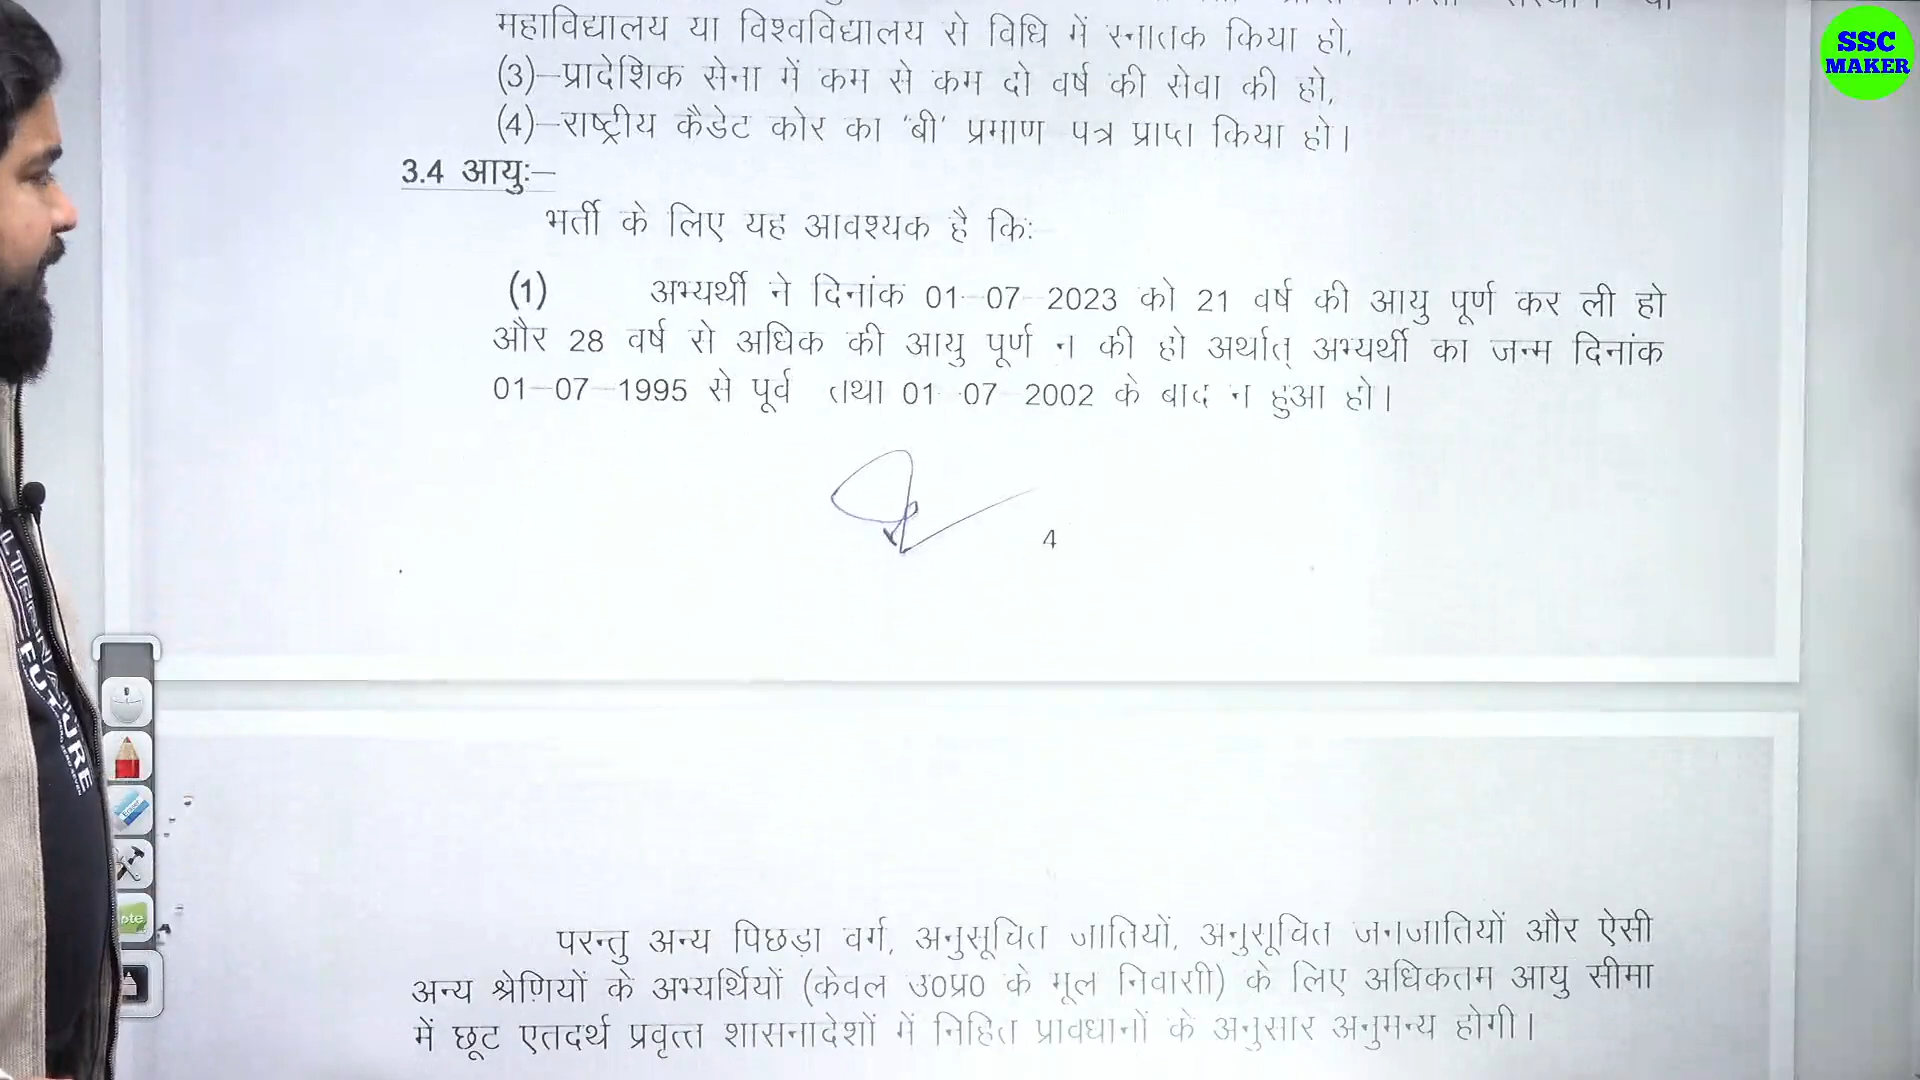 महाविद्यालय या विश्वविद्यालय से विधि में स्नातक किया हो,
(3)–प्रादेशिक सेना में कम से कम दो वर्ष की सेवा की हो,
(4)–राष्ट्रीय कैडेट कोर का 'बी' प्रमाण पत्र प्राप्त किया हो।
3.4 आयुः–
भर्ती के लिए यह आवश्यक है किः
(1) अभ्यर्थी ने दिनांक 01–07–2023 को 21 वर्ष की आयु पूर्ण कर ली हो
और 28 वर्ष से अधिक की आयु पूर्ण न की हो अर्थात् अभ्यर्थी का जन्म दिनांक
01–07–1995 से पूर्व तथा 01–07–2002 के बाद न हुआ हो।
4
परन्तु अन्य पिछड़ा वर्ग, अनुसूचित जातियों, अनुसूचित जनजातियों और ऐसी
अन्य श्रेणियों के अभ्यर्थियों (केवल उ0प्र0 के मूल निवासी) के लिए अधिकतम आयु सीमा
में छूट एतदर्थ प्रवृत्त शासनादेशों में निहित प्रावधानों के अनुसार अनुमन्य होगी।
SSC
MAKER
FUTURE